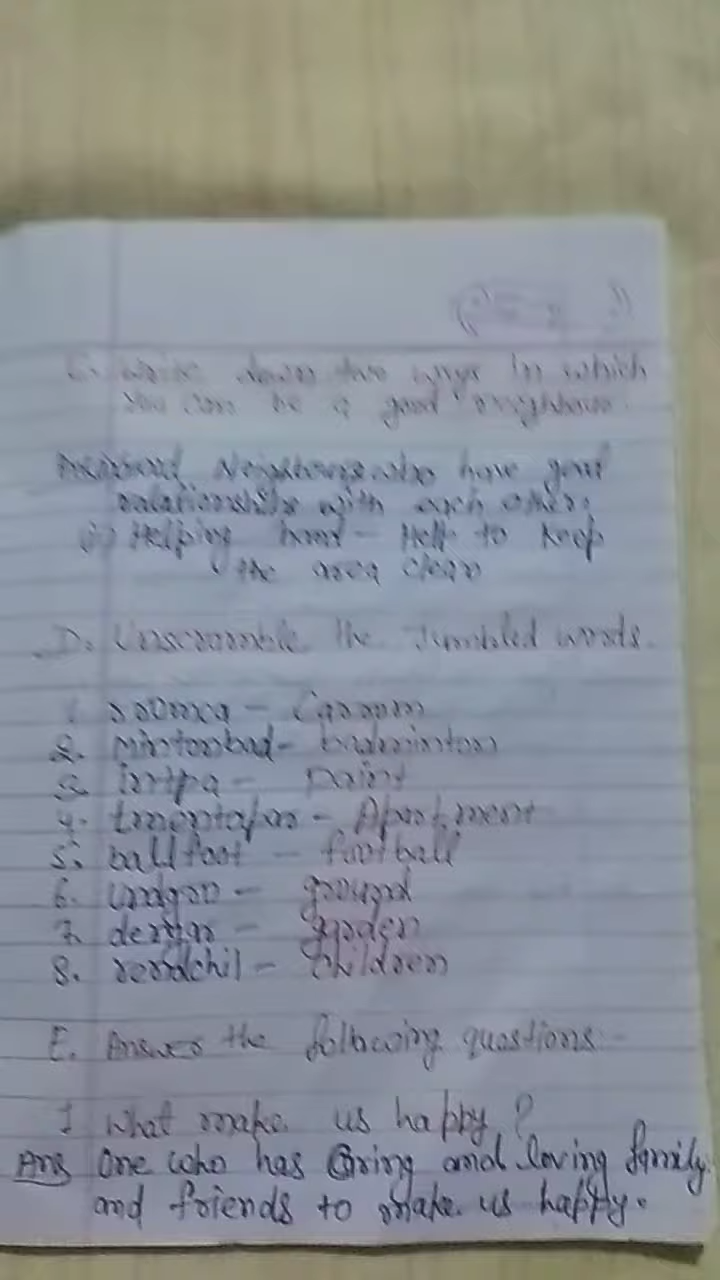 C. Write down two ways in which
you can be a good neighbour.
Neighbours who have good
relationships with each other.
ii) Helping hand - Help to keep
the area clean
D. Unscramble the Jumbled words.
1. roomca - Carrom
2. mintonbad - badminton
3. intpa - paint
4. tmentapar - Apartment
5. ballfoot - football
6. undgro - ground
7. dengar - garden
8. rendchil - children
E. Answer the following questions :-
1 What make us happy ?
Ans One who has Caring and loving family
and friends to make us happy.